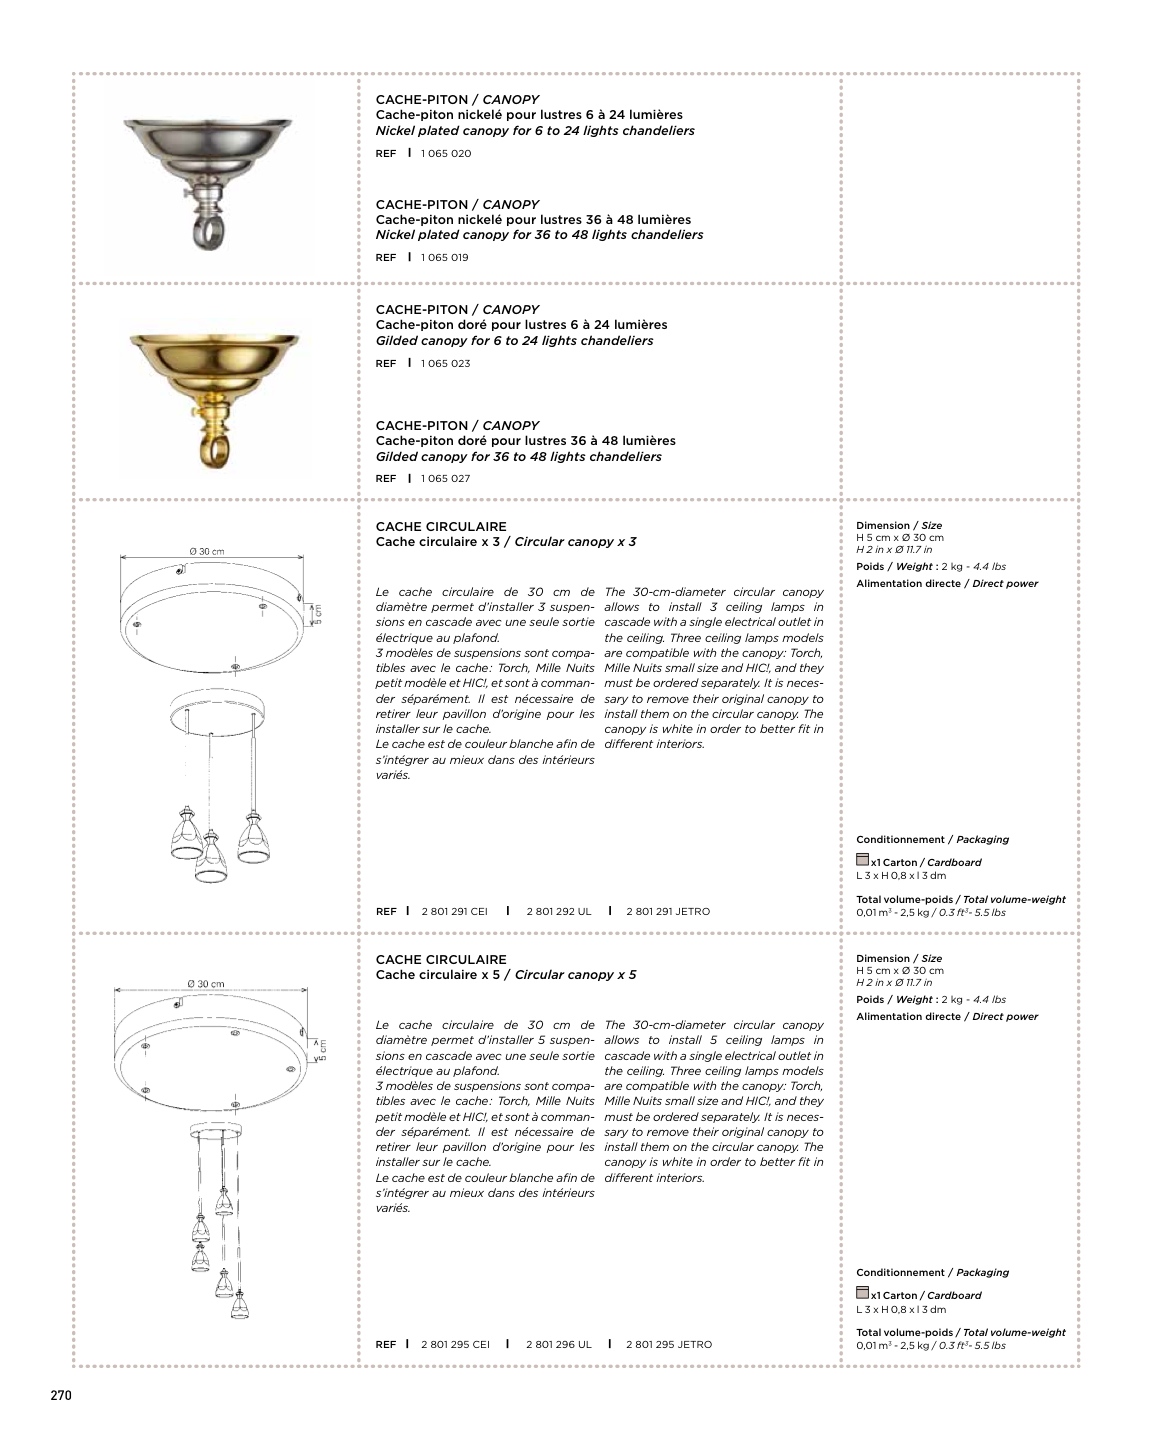 CACHE-PITON / CANOPY
Cache-piton nickelé pour lustres 6 à 24 lumières
Nickel plated canopy for 6 to 24 lights chandeliers
REF I 1 065 020
CACHE-PITON / CANOPY
Cache-piton nickelé pour lustres 36 à 48 lumières
Nickel plated canopy for 36 to 48 lights chandeliers
REF I 1 065 019
CACHE-PITON / CANOPY
Cache-piton doré pour lustres 6 à 24 lumières
Gilded canopy for 6 to 24 lights chandeliers
REF I 1 065 023
CACHE-PITON / CANOPY
Cache-piton doré pour lustres 36 à 48 lumières
Gilded canopy for 36 to 48 lights chandeliers
REF I 1 065 027
Ø 30 cm
5 cm
CACHE CIRCULAIRE
Cache circulaire x 3 / Circular canopy x 3
Le cache circulaire de 30 cm de
diamètre permet d'installer 3 suspen-
sions en cascade avec une seule sortie
électrique au plafond.
3 modèles de suspensions sont compa-
tibles avec le cache: Torch, Mille Nuits
petit modèle et HIC!, et sont à comman-
der séparément. Il est nécessaire de
retirer leur pavillon d'origine pour les
installer sur le cache.
Le cache est de couleur blanche afin de
s'intégrer au mieux dans des intérieurs
variés.
The 30-cm-diameter circular canopy
allows to install 3 ceiling lamps in
cascade with a single electrical outlet in
the ceiling. Three ceiling lamps models
are compatible with the canopy: Torch,
Mille Nuits small size and HIC!, and they
must be ordered separately. It is neces-
sary to remove their original canopy to
install them on the circular canopy. The
canopy is white in order to better fit in
different interiors.
REF I 2 801 291 CEI I 2 801 292 UL I 2 801 291 JETRO
Dimension / Size
H 5 cm x Ø 30 cm
H 2 in x Ø 11.7 in
Poids / Weight : 2 kg - 4.4 lbs
Alimentation directe / Direct power
Conditionnement / Packaging
x1 Carton / Cardboard
L 3 x H 0,8 x l 3 dm
Total volume-poids / Total volume-weight
0,01 m³ - 2,5 kg / 0.3 ft³- 5.5 lbs
Ø 30 cm
5 cm
CACHE CIRCULAIRE
Cache circulaire x 5 / Circular canopy x 5
Le cache circulaire de 30 cm de
diamètre permet d'installer 5 suspen-
sions en cascade avec une seule sortie
électrique au plafond.
3 modèles de suspensions sont compa-
tibles avec le cache: Torch, Mille Nuits
petit modèle et HIC!, et sont à comman-
der séparément. Il est nécessaire de
retirer leur pavillon d'origine pour les
installer sur le cache.
Le cache est de couleur blanche afin de
s'intégrer au mieux dans des intérieurs
variés.
The 30-cm-diameter circular canopy
allows to install 5 ceiling lamps in
cascade with a single electrical outlet in
the ceiling. Three ceiling lamps models
are compatible with the canopy: Torch,
Mille Nuits small size and HIC!, and they
must be ordered separately. It is neces-
sary to remove their original canopy to
install them on the circular canopy. The
canopy is white in order to better fit in
different interiors.
REF I 2 801 295 CEI I 2 801 296 UL I 2 801 295 JETRO
Dimension / Size
H 5 cm x Ø 30 cm
H 2 in x Ø 11.7 in
Poids / Weight : 2 kg - 4.4 lbs
Alimentation directe / Direct power
Conditionnement / Packaging
x1 Carton / Cardboard
L 3 x H 0,8 x l 3 dm
Total volume-poids / Total volume-weight
0,01 m³ - 2,5 kg / 0.3 ft³- 5.5 lbs
270